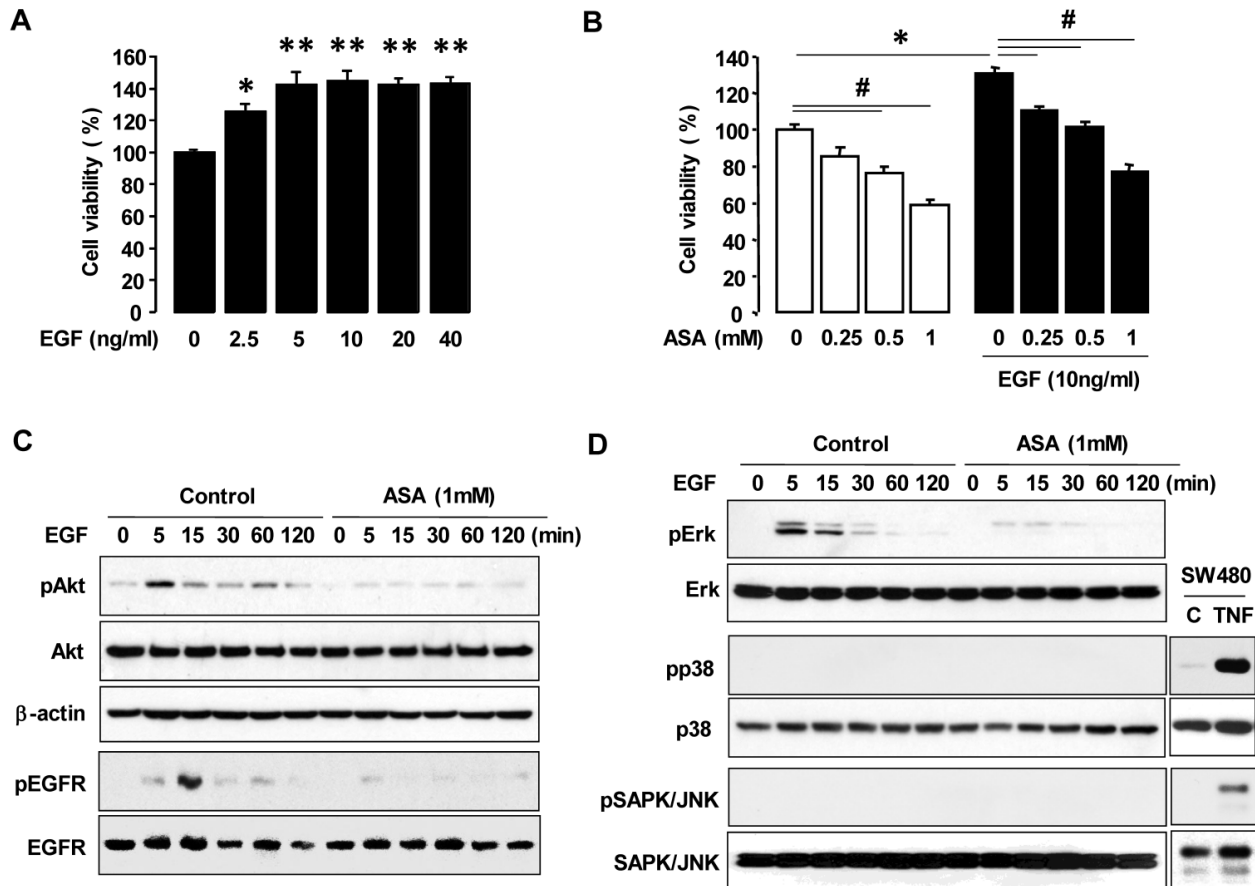 A
Cell viability ( %)
160
140
120
100
80
60
40
20
0
* ** ** ** **
EGF (ng/ml) 0 2.5 5 10 20 40
B
Cell viability ( %)
140
120
100
80
60
40
20
0
* # #
ASA (mM) 0 0.25 0.5 1 0 0.25 0.5 1
EGF (10ng/ml)
C
Control ASA (1mM)
EGF 0 5 15 30 60 120 0 5 15 30 60 120 (min)
pAkt
Akt
β-actin
pEGFR
EGFR
D
Control ASA (1mM)
EGF 0 5 15 30 60 120 0 5 15 30 60 120 (min)
pErk
Erk
SW480
C TNF
pp38
p38
pSAPK/JNK
SAPK/JNK